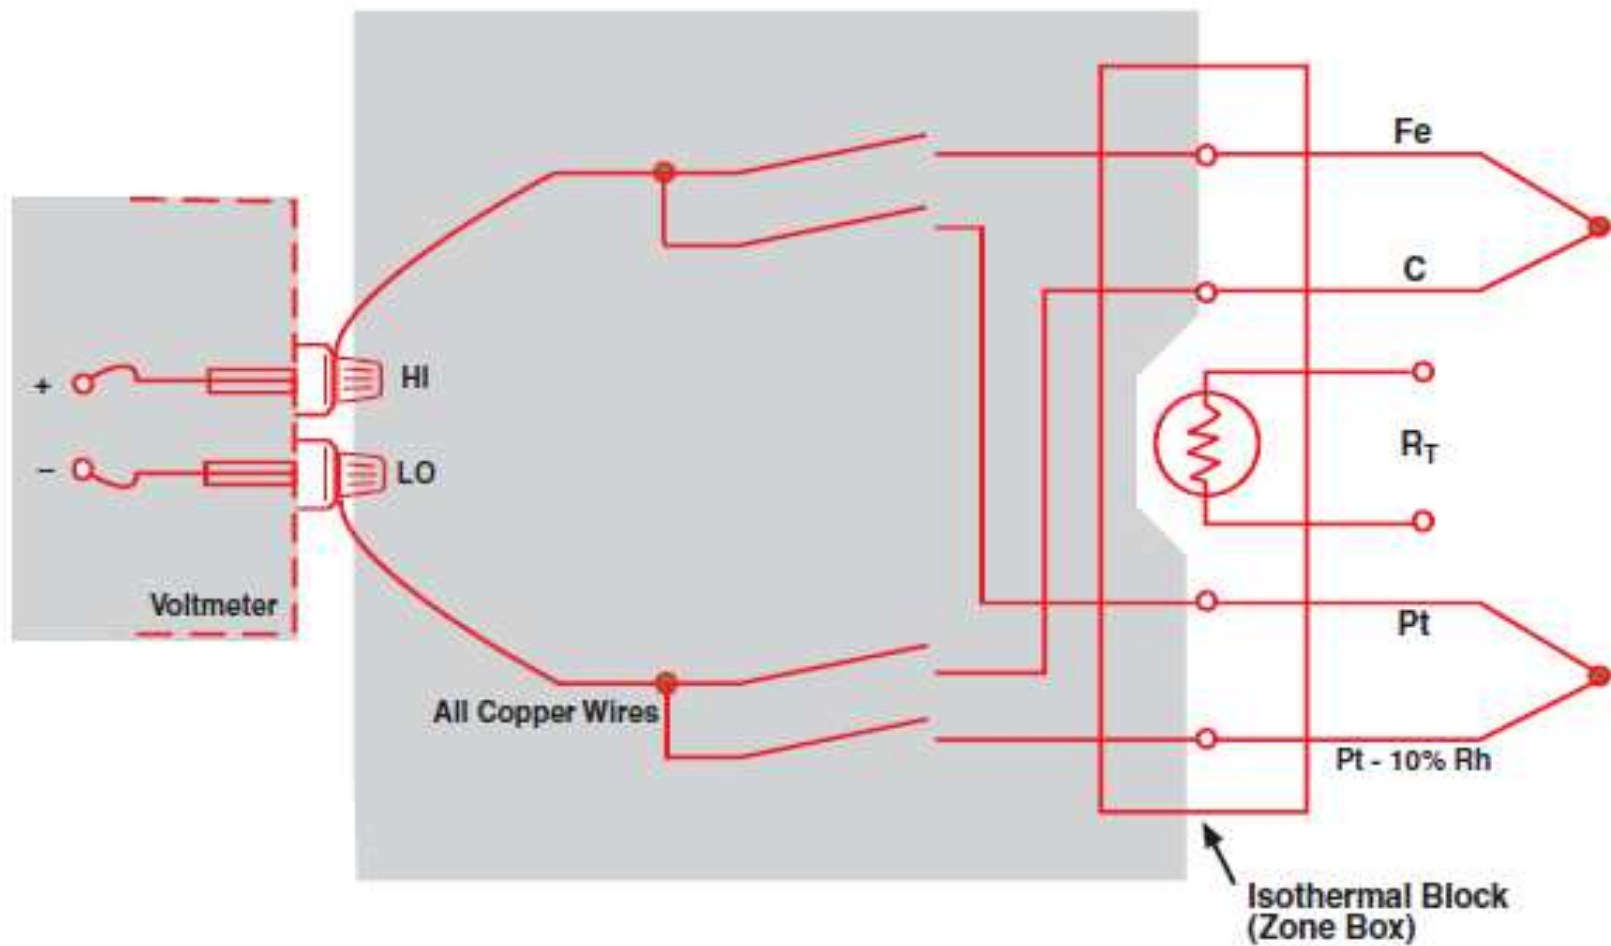 Fe
C
+
HI
R_T
–
LO
Voltmeter
Pt
All Copper Wires
Pt - 10% Rh
Isothermal Block
(Zone Box)